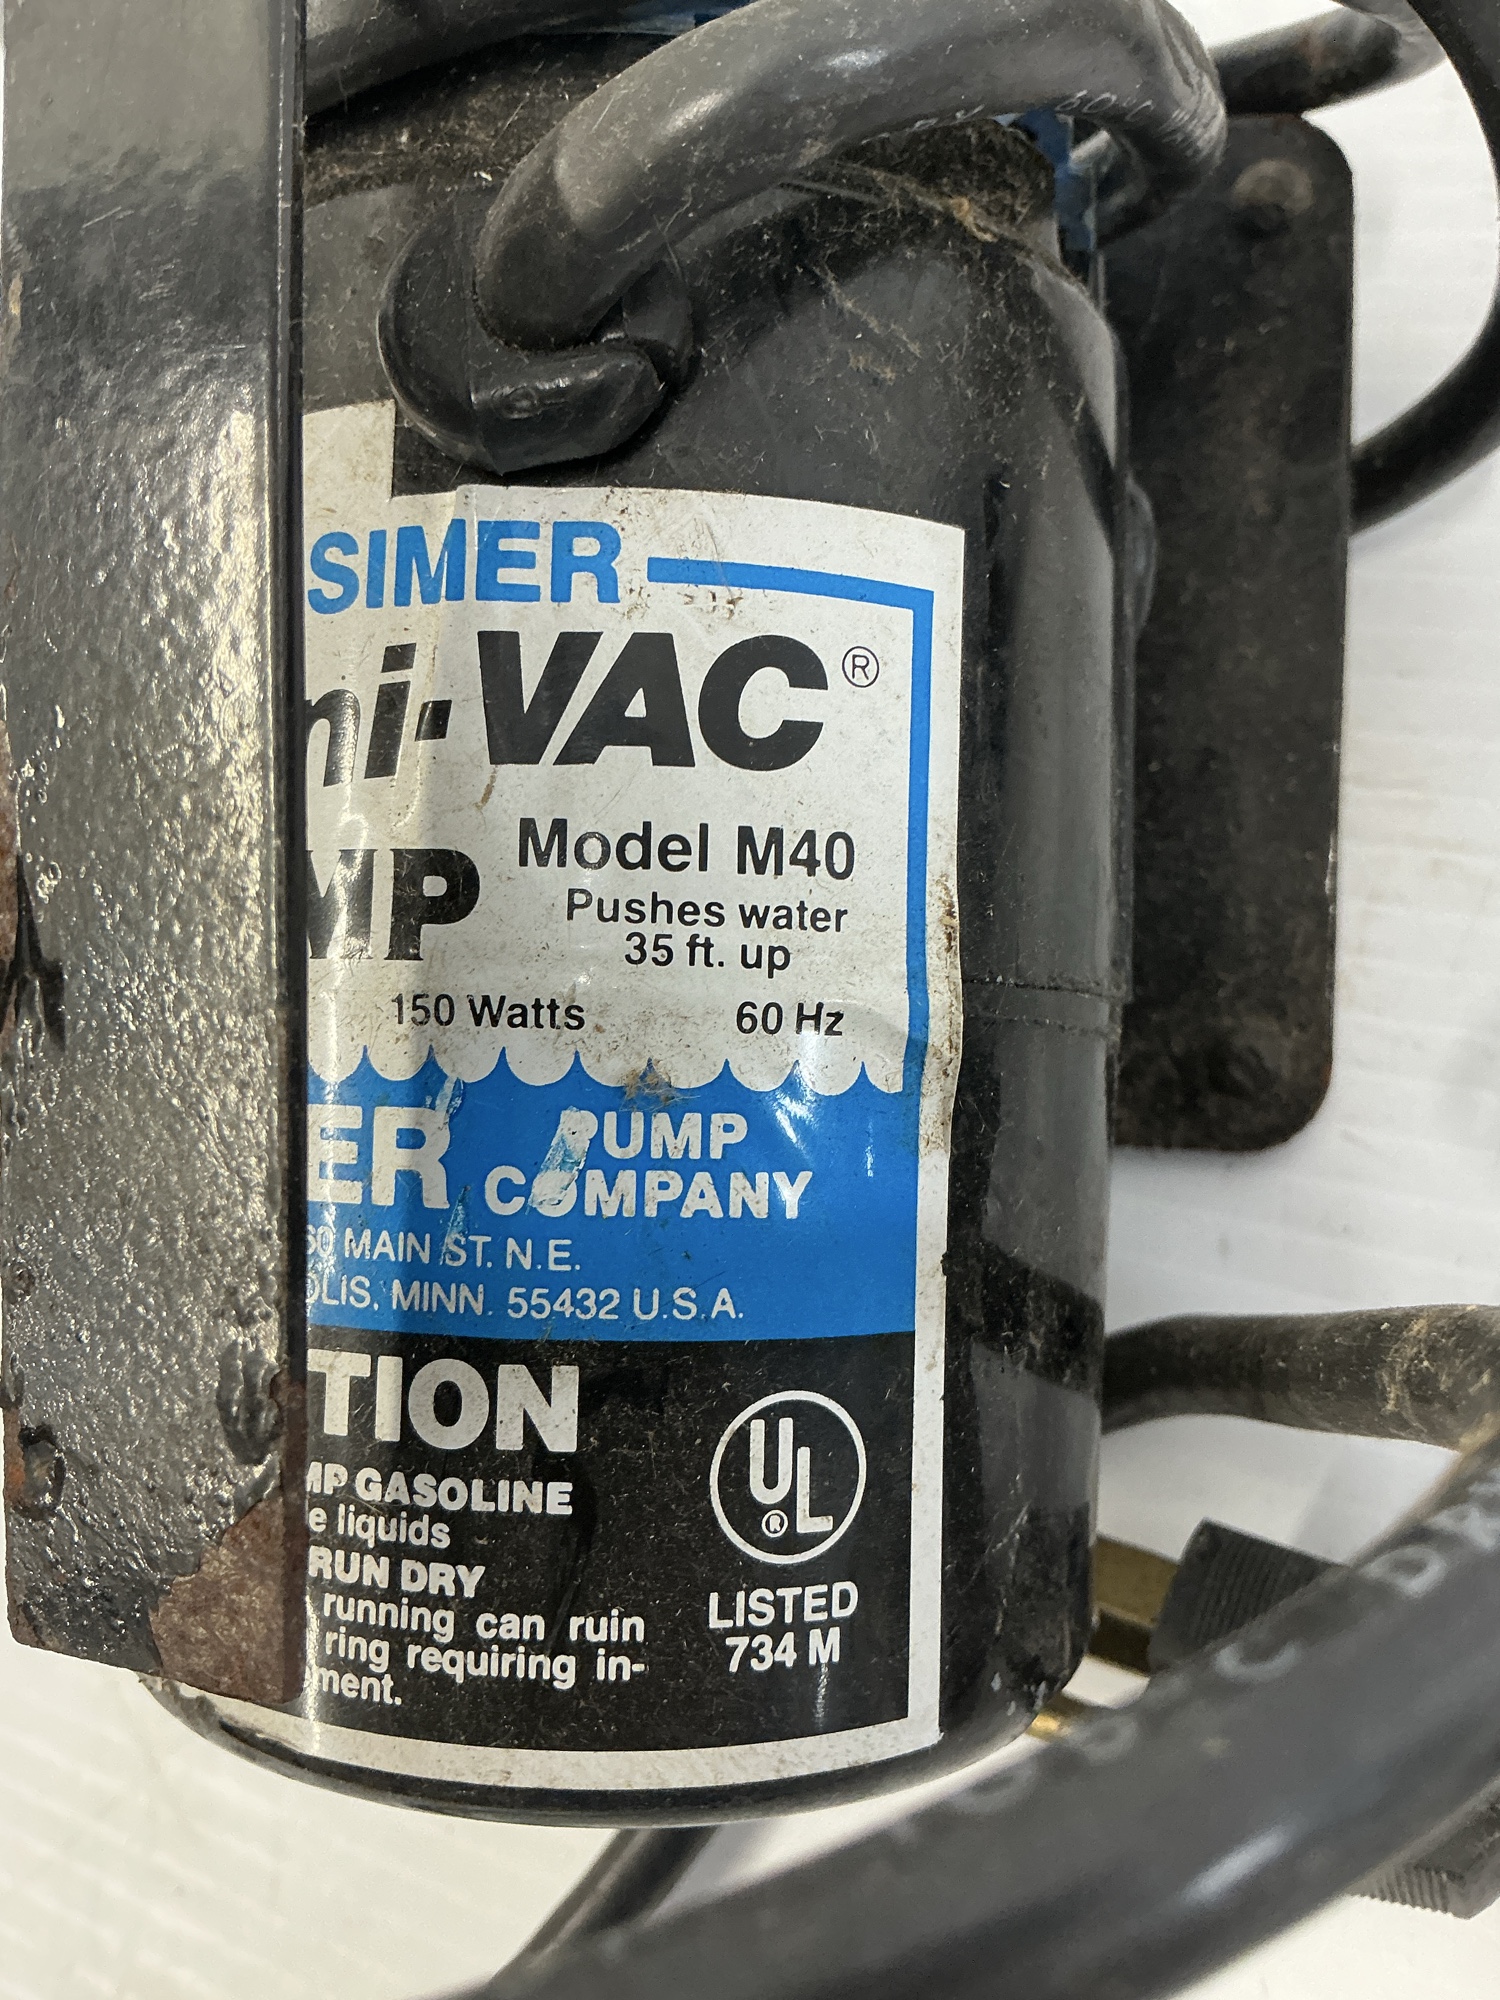 SIMER
ni-VAC®
MP
Model M40
Pushes water
35 ft. up
150 Watts 60 Hz
ER PUMP
COMPANY
60 MAIN ST. N.E.
OLIS, MINN. 55432 U.S.A.
TION
MP GASOLINE
e liquids
RUN DRY
running can ruin
ring requiring in-
ment.
UL®
LISTED
734 M